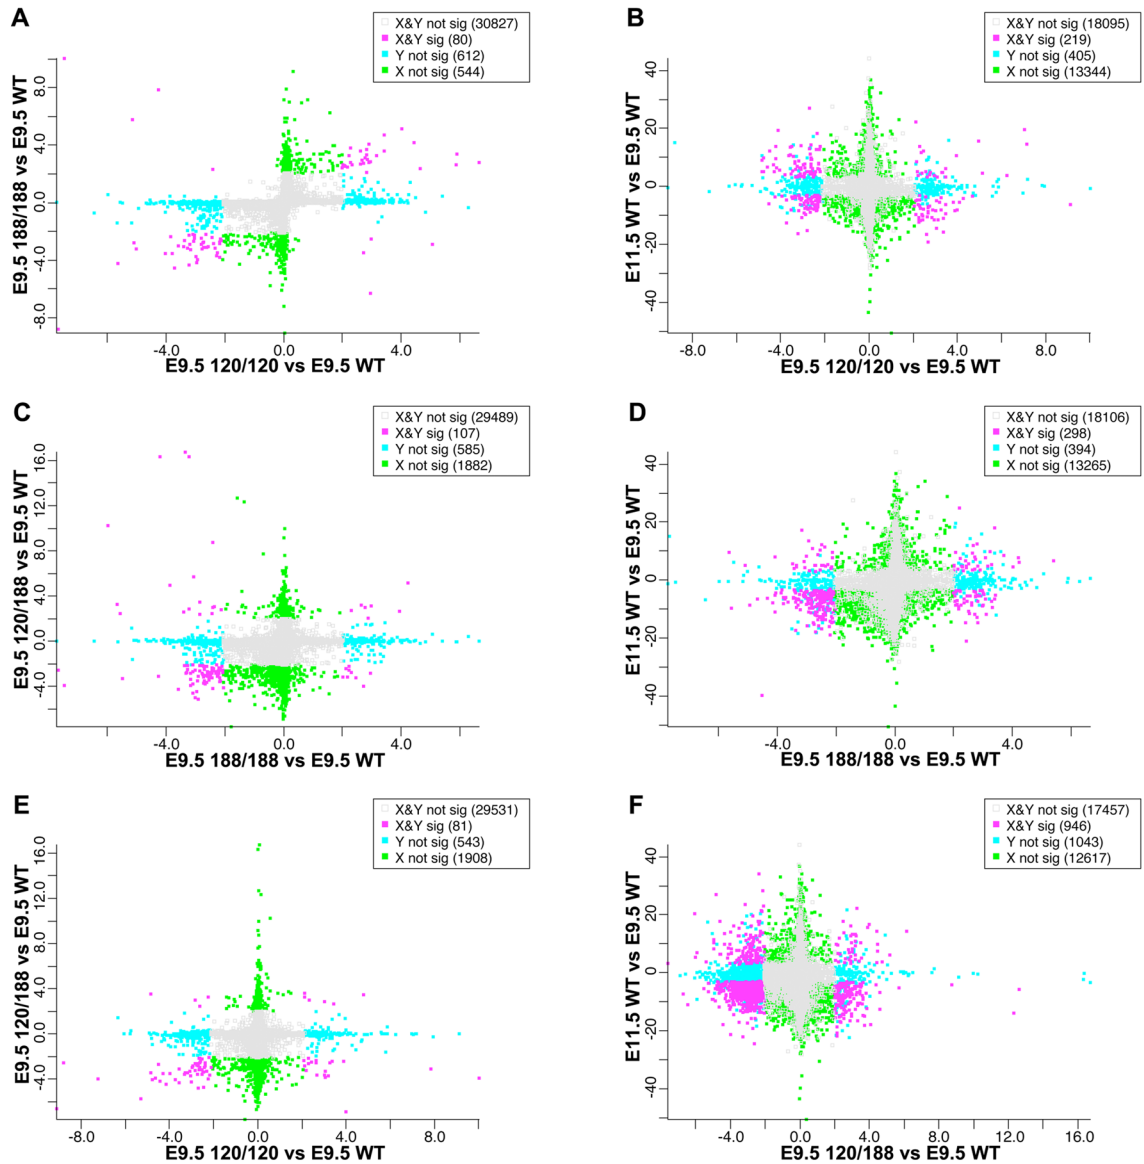 A
X&Y not sig (30827)
X&Y sig (80)
Y not sig (612)
X not sig (544)
8.0
4.0
0.0
-4.0
-8.0
E9.5 188/188 vs E9.5 WT
-4.0 0.0 4.0
E9.5 120/120 vs E9.5 WT
B
X&Y not sig (18095)
X&Y sig (219)
Y not sig (405)
X not sig (13344)
40
20
0
-20
-40
E11.5 WT vs E9.5 WT
-8.0 -4.0 0.0 4.0 8.0
E9.5 120/120 vs E9.5 WT
C
X&Y not sig (29489)
X&Y sig (107)
Y not sig (585)
X not sig (1882)
16.0
12.0
8.0
4.0
0.0
-4.0
E9.5 120/188 vs E9.5 WT
-4.0 0.0 4.0
E9.5 188/188 vs E9.5 WT
D
X&Y not sig (18106)
X&Y sig (298)
Y not sig (394)
X not sig (13265)
40
20
0
-20
-40
E11.5 WT vs E9.5 WT
-4.0 0.0 4.0
E9.5 188/188 vs E9.5 WT
E
X&Y not sig (29531)
X&Y sig (81)
Y not sig (543)
X not sig (1908)
16.0
12.0
8.0
4.0
0.0
-4.0
E9.5 120/188 vs E9.5 WT
-8.0 -4.0 0.0 4.0 8.0
E9.5 120/120 vs E9.5 WT
F
X&Y not sig (17457)
X&Y sig (946)
Y not sig (1043)
X not sig (12617)
40
20
0
-20
-40
E11.5 WT vs E9.5 WT
-4.0 0.0 4.0 8.0 12.0 16.0
E9.5 120/188 vs E9.5 WT